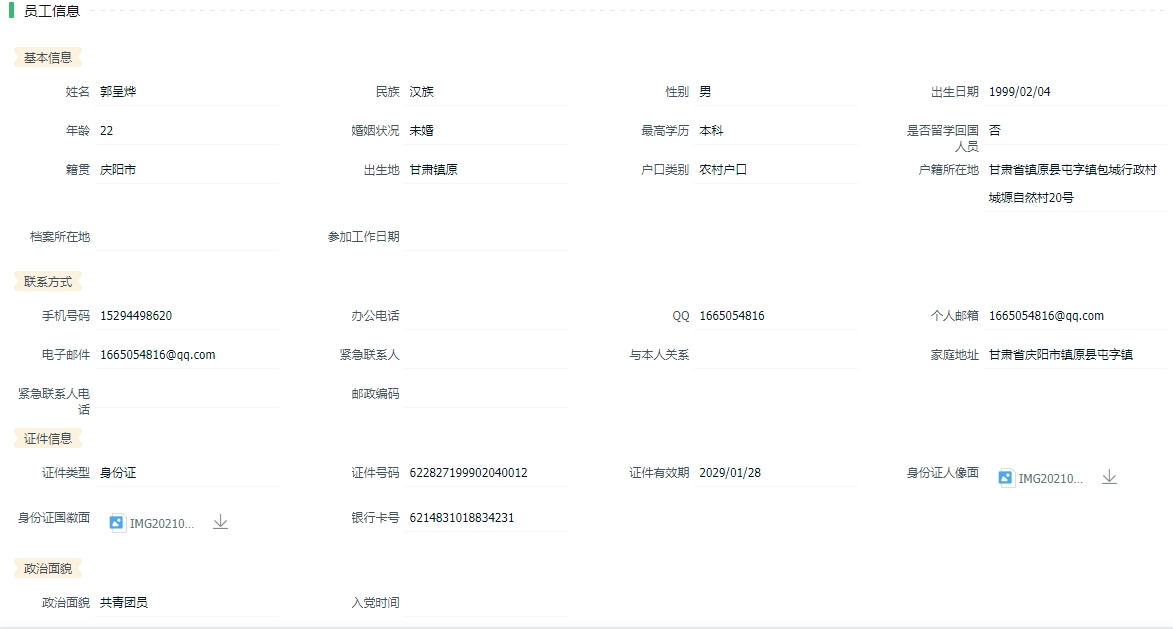 员工信息
基本信息
姓名 郭呈烨 民族 汉族 性别 男 出生日期 1999/02/04
年龄 22 婚姻状况 未婚 最高学历 本科 是否留学回国人员 否
籍贯 庆阳市 出生地 甘肃镇原 户口类别 农村户口 户籍所在地 甘肃省镇原县屯字镇包城行政村
城塬自然村20号
档案所在地 参加工作日期
联系方式
手机号码 15294498620 办公电话 QQ 1665054816 个人邮箱 1665054816@qq.com
电子邮件 1665054816@qq.com 紧急联系人 与本人关系 家庭地址 甘肃省庆阳市镇原县屯字镇
紧急联系人电话 邮政编码
证件信息
证件类型 身份证 证件号码 622827199902040012 证件有效期 2029/01/28 身份证人像面 IMG20210...
身份证国徽面 IMG20210... 银行卡号 6214831018834231
政治面貌
政治面貌 共青团员 入党时间